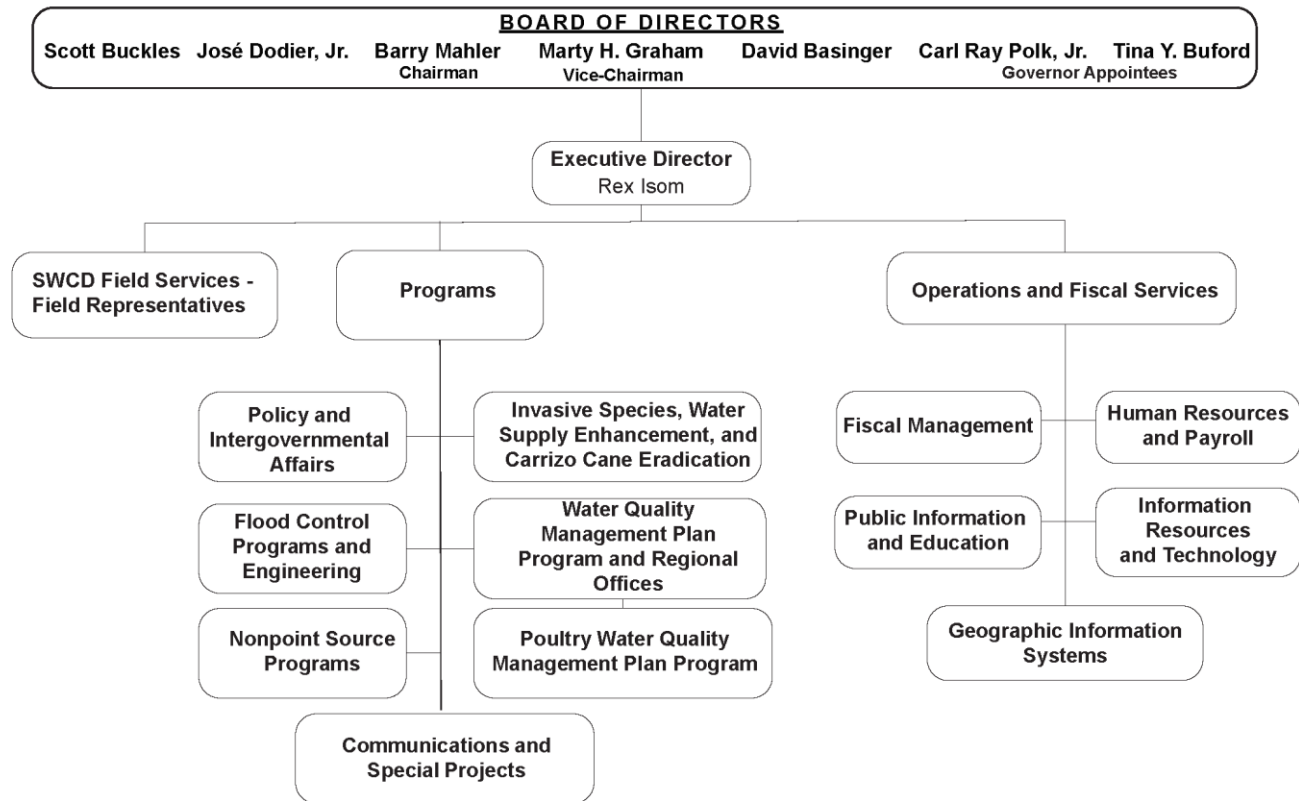 BOARD OF DIRECTORS
Scott Buckles José Dodier, Jr. Barry Mahler Marty H. Graham David Basinger Carl Ray Polk, Jr. Tina Y. Buford
Chairman Vice-Chairman Governor Appointees
Executive Director
Rex Isom
SWCD Field Services -
Field Representatives
Programs
Operations and Fiscal Services
Policy and
Intergovernmental
Affairs
Invasive Species, Water
Supply Enhancement, and
Carrizo Cane Eradication
Fiscal Management
Human Resources
and Payroll
Flood Control
Programs and
Engineering
Water Quality
Management Plan
Program and Regional
Offices
Public Information
and Education
Information
Resources
and Technology
Nonpoint Source
Programs
Poultry Water Quality
Management Plan Program
Geographic Information
Systems
Communications and
Special Projects